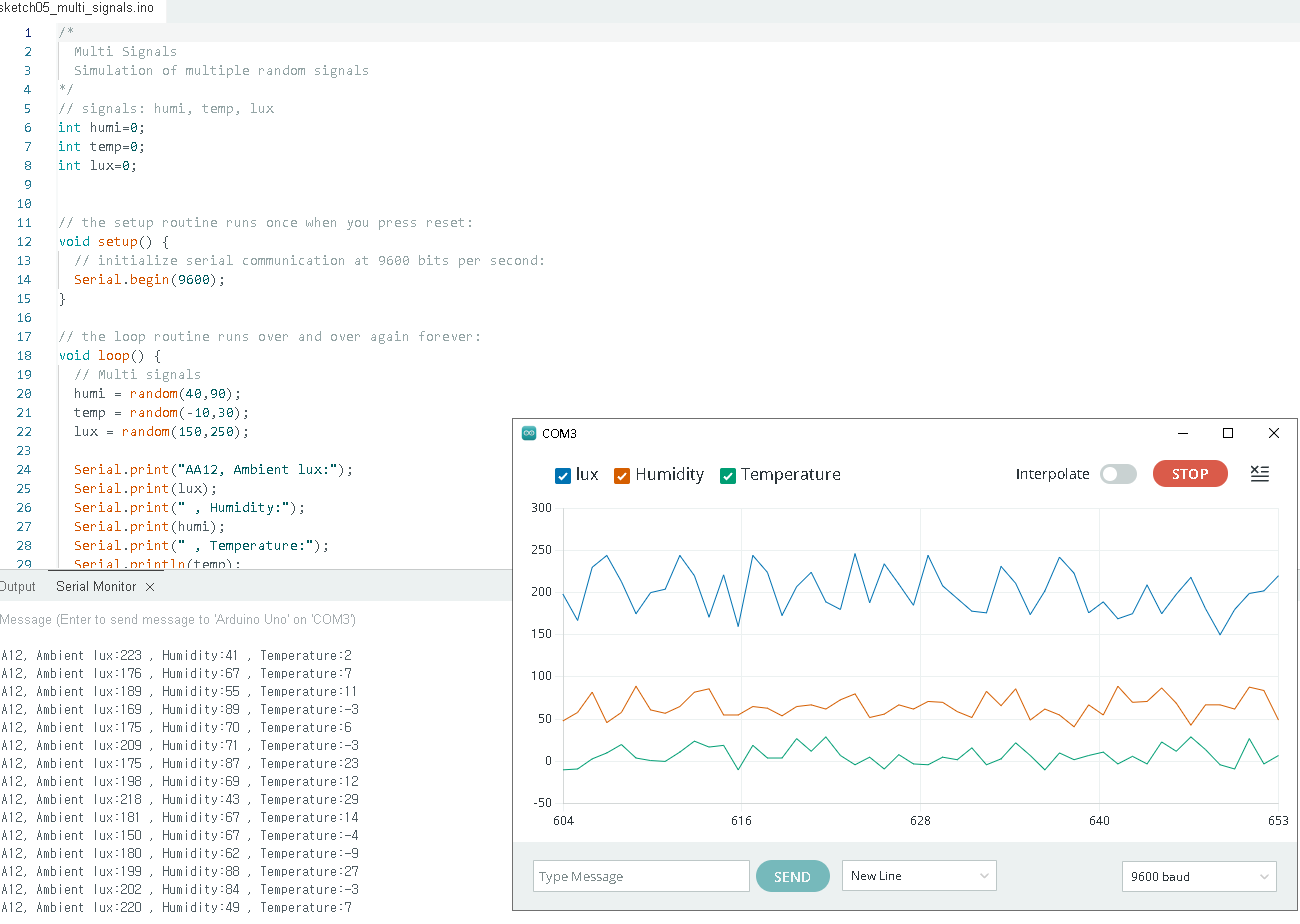 sketch05_multi_signals.ino
1 /*
2 Multi Signals
3 Simulation of multiple random signals
4 */
5 // signals: humi, temp, lux
6 int humi=0;
7 int temp=0;
8 int lux=0;
9
10
11 // the setup routine runs once when you press reset:
12 void setup() {
13 // initialize serial communication at 9600 bits per second:
14 Serial.begin(9600);
15 }
16
17 // the loop routine runs over and over again forever:
18 void loop() {
19 // Multi signals
20 humi = random(40,90);
21 temp = random(-10,30);
22 lux = random(150,250);
23
24 Serial.print("AA12, Ambient lux:");
25 Serial.print(lux);
26 Serial.print(" , Humidity:");
27 Serial.print(humi);
28 Serial.print(" , Temperature:");
29 Serial.println(temp);
Output Serial Monitor
Message (Enter to send message to 'Arduino Uno' on 'COM3')
A12, Ambient lux:223 , Humidity:41 , Temperature:2
A12, Ambient lux:176 , Humidity:67 , Temperature:7
A12, Ambient lux:189 , Humidity:55 , Temperature:11
A12, Ambient lux:169 , Humidity:89 , Temperature:-3
A12, Ambient lux:175 , Humidity:70 , Temperature:6
A12, Ambient lux:209 , Humidity:71 , Temperature:-3
A12, Ambient lux:175 , Humidity:87 , Temperature:23
A12, Ambient lux:198 , Humidity:69 , Temperature:12
A12, Ambient lux:218 , Humidity:43 , Temperature:29
A12, Ambient lux:181 , Humidity:67 , Temperature:14
A12, Ambient lux:150 , Humidity:67 , Temperature:-4
A12, Ambient lux:180 , Humidity:62 , Temperature:-9
A12, Ambient lux:199 , Humidity:88 , Temperature:27
A12, Ambient lux:202 , Humidity:84 , Temperature:-3
A12, Ambient lux:220 , Humidity:49 , Temperature:7
COM3
lux Humidity Temperature Interpolate STOP
300
250
200
150
100
50
0
-50
604 616 628 640 653
Type Message SEND New Line 9600 baud